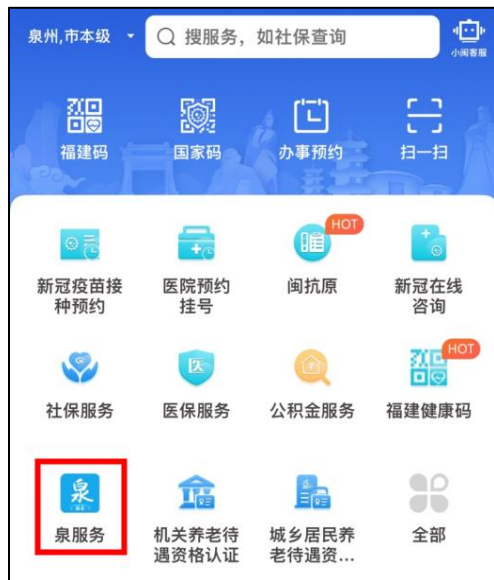 泉州,市本级
搜服务，如社保查询
小闽客服
福建码
国家码
办事预约
扫一扫
HOT
新冠疫苗接
种预约
医院预约
挂号
闽抗原
新冠在线
咨询
医
HOT
社保服务
医保服务
公积金服务
福建健康码
泉
泉服务
机关养老待
遇资格认证
城乡居民养
老待遇资...
全部